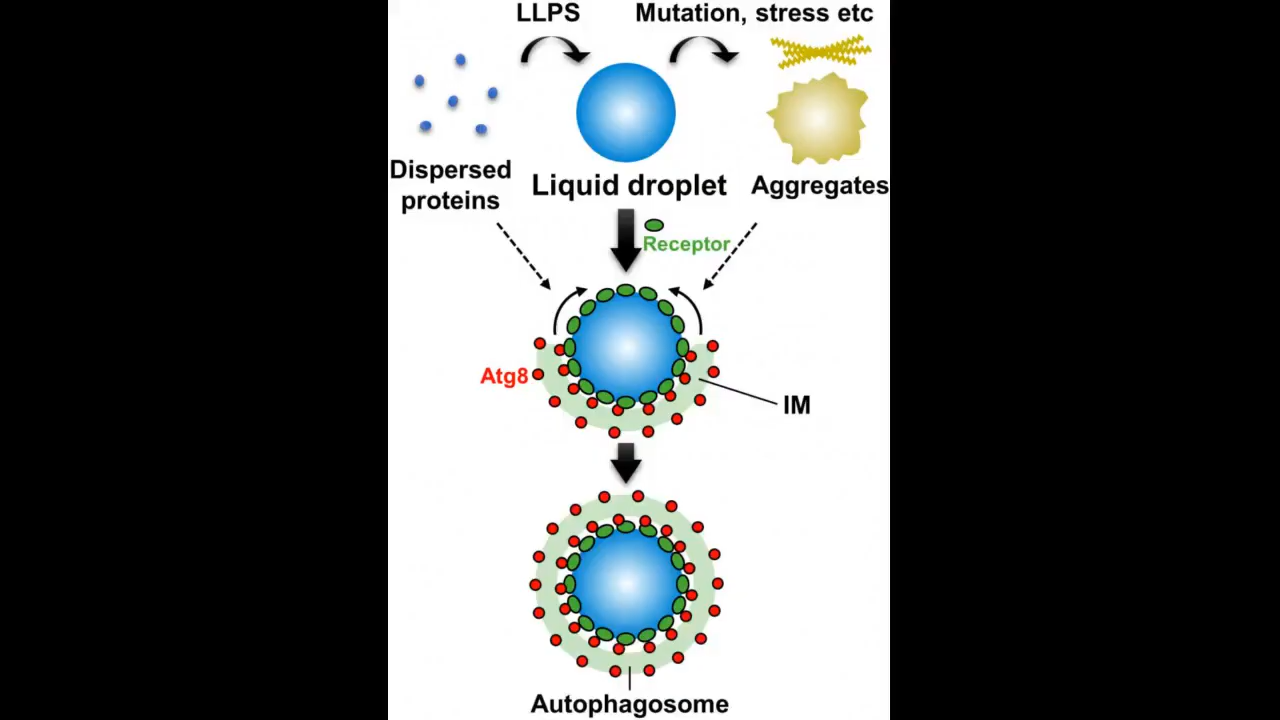 LLPS
Mutation, stress etc
Dispersed
proteins
Liquid droplet
Aggregates
Receptor
Atg8
IM
Autophagosome